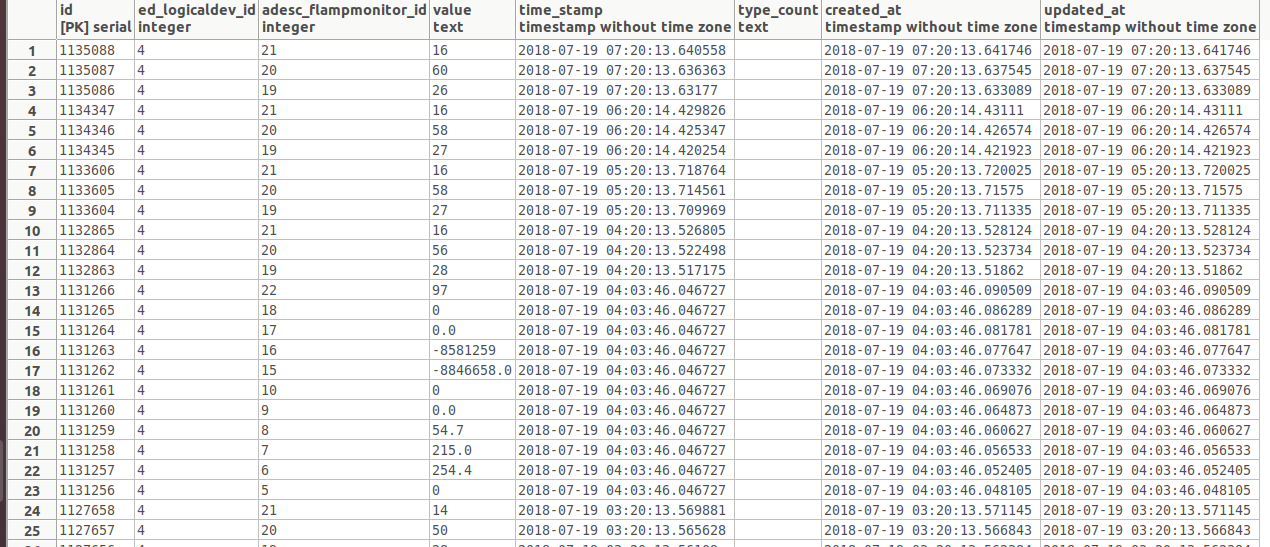 id ed_logicaldev_id adesc_flampmonitor_id value time_stamp type_count created_at updated_at
[PK] serial integer integer text timestamp without time zone text timestamp without time zone timestamp without time zone
1 1135088 4 21 16 2018-07-19 07:20:13.640558 2018-07-19 07:20:13.641746 2018-07-19 07:20:13.641746
2 1135087 4 20 60 2018-07-19 07:20:13.636363 2018-07-19 07:20:13.637545 2018-07-19 07:20:13.637545
3 1135086 4 19 26 2018-07-19 07:20:13.63177 2018-07-19 07:20:13.633089 2018-07-19 07:20:13.633089
4 1134347 4 21 16 2018-07-19 06:20:14.429826 2018-07-19 06:20:14.43111 2018-07-19 06:20:14.43111
5 1134346 4 20 58 2018-07-19 06:20:14.425347 2018-07-19 06:20:14.426574 2018-07-19 06:20:14.426574
6 1134345 4 19 27 2018-07-19 06:20:14.420254 2018-07-19 06:20:14.421923 2018-07-19 06:20:14.421923
7 1133606 4 21 16 2018-07-19 05:20:13.718764 2018-07-19 05:20:13.720025 2018-07-19 05:20:13.720025
8 1133605 4 20 58 2018-07-19 05:20:13.714561 2018-07-19 05:20:13.71575 2018-07-19 05:20:13.71575
9 1133604 4 19 27 2018-07-19 05:20:13.709969 2018-07-19 05:20:13.711335 2018-07-19 05:20:13.711335
10 1132865 4 21 16 2018-07-19 04:20:13.526805 2018-07-19 04:20:13.528124 2018-07-19 04:20:13.528124
11 1132864 4 20 56 2018-07-19 04:20:13.522498 2018-07-19 04:20:13.523734 2018-07-19 04:20:13.523734
12 1132863 4 19 28 2018-07-19 04:20:13.517175 2018-07-19 04:20:13.51862 2018-07-19 04:20:13.51862
13 1131266 4 22 97 2018-07-19 04:03:46.046727 2018-07-19 04:03:46.090509 2018-07-19 04:03:46.090509
14 1131265 4 18 0 2018-07-19 04:03:46.046727 2018-07-19 04:03:46.086289 2018-07-19 04:03:46.086289
15 1131264 4 17 0.0 2018-07-19 04:03:46.046727 2018-07-19 04:03:46.081781 2018-07-19 04:03:46.081781
16 1131263 4 16 -8581259 2018-07-19 04:03:46.046727 2018-07-19 04:03:46.077647 2018-07-19 04:03:46.077647
17 1131262 4 15 -8846658.0 2018-07-19 04:03:46.046727 2018-07-19 04:03:46.073332 2018-07-19 04:03:46.073332
18 1131261 4 10 0 2018-07-19 04:03:46.046727 2018-07-19 04:03:46.069076 2018-07-19 04:03:46.069076
19 1131260 4 9 0.0 2018-07-19 04:03:46.046727 2018-07-19 04:03:46.064873 2018-07-19 04:03:46.064873
20 1131259 4 8 54.7 2018-07-19 04:03:46.046727 2018-07-19 04:03:46.060627 2018-07-19 04:03:46.060627
21 1131258 4 7 215.0 2018-07-19 04:03:46.046727 2018-07-19 04:03:46.056533 2018-07-19 04:03:46.056533
22 1131257 4 6 254.4 2018-07-19 04:03:46.046727 2018-07-19 04:03:46.052405 2018-07-19 04:03:46.052405
23 1131256 4 5 0 2018-07-19 04:03:46.046727 2018-07-19 04:03:46.048105 2018-07-19 04:03:46.048105
24 1127658 4 21 14 2018-07-19 03:20:13.569881 2018-07-19 03:20:13.571145 2018-07-19 03:20:13.571145
25 1127657 4 20 50 2018-07-19 03:20:13.565628 2018-07-19 03:20:13.566843 2018-07-19 03:20:13.566843